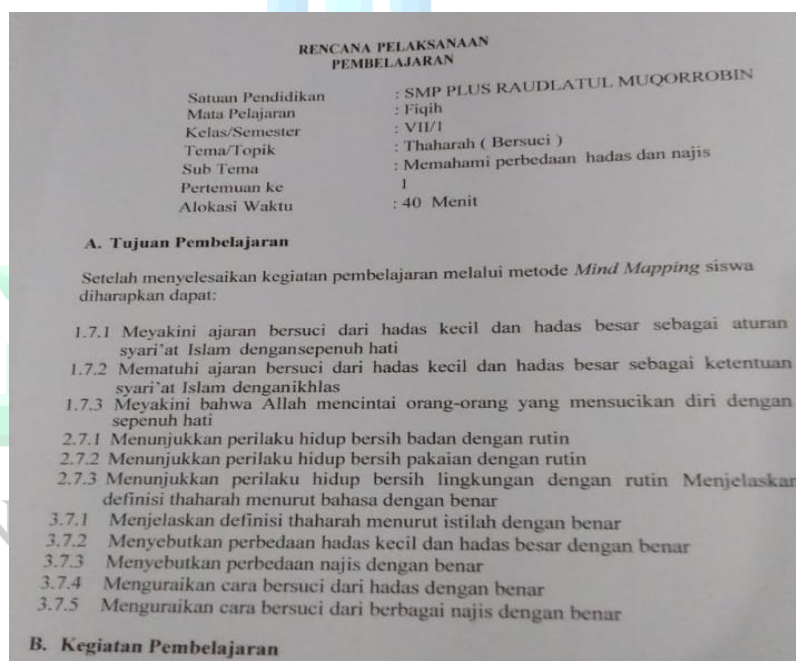 RENCANA PELAKSANAAN
PEMBELAJARAN
Satuan Pendidikan : SMP PLUS RAUDLATUL MUQORROBIN
Mata Pelajaran : Fiqih
Kelas/Semester : VII/1
Tema/Topik : Thaharah ( Bersuci )
Sub Tema : Memahami perbedaan hadas dan najis
Pertemuan ke 1
Alokasi Waktu : 40 Menit
A. Tujuan Pembelajaran
Setelah menyelesaikan kegiatan pembelajaran melalui metode Mind Mapping siswa
diharapkan dapat:
1.7.1 Meyakini ajaran bersuci dari hadas kecil dan hadas besar sebagai aturan
syari'at Islam dengansepenuh hati
1.7.2 Mematuhi ajaran bersuci dari hadas kecil dan hadas besar sebagai ketentuan
syari'at Islam denganikhlas
1.7.3 Meyakini bahwa Allah mencintai orang-orang yang mensucikan diri dengan
sepenuh hati
2.7.1 Menunjukkan perilaku hidup bersih badan dengan rutin
2.7.2 Menunjukkan perilaku hidup bersih pakaian dengan rutin
2.7.3 Menunjukkan perilaku hidup bersih lingkungan dengan rutin Menjelaskan
definisi thaharah menurut bahasa dengan benar
3.7.1 Menjelaskan definisi thaharah menurut istilah dengan benar
3.7.2 Menyebutkan perbedaan hadas kecil dan hadas besar dengan benar
3.7.3 Menyebutkan perbedaan najis dengan benar
3.7.4 Menguraikan cara bersuci dari hadas dengan benar
3.7.5 Menguraikan cara bersuci dari berbagai najis dengan benar
B. Kegiatan Pembelajaran